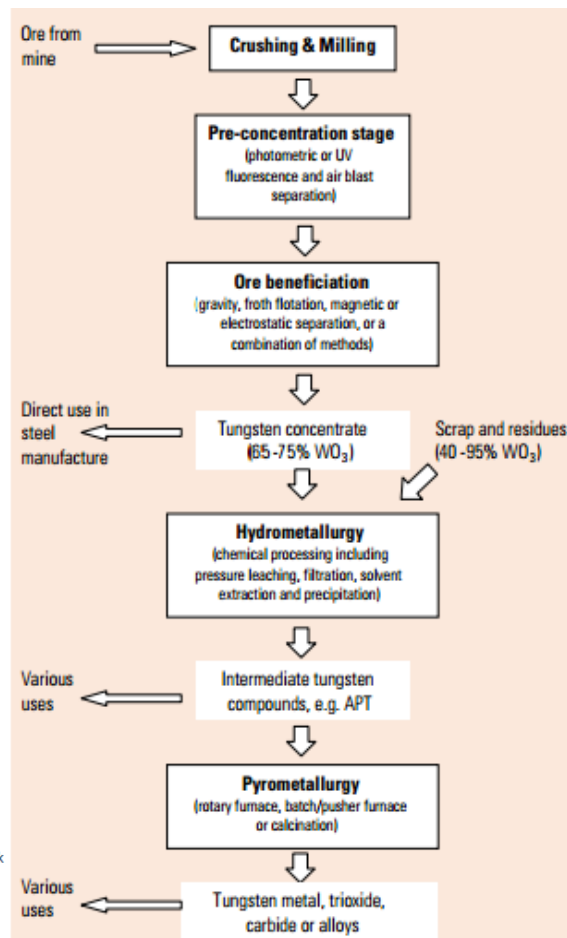 Ore from
mine
Crushing & Milling
Pre-concentration stage
(photometric or UV
fluorescence and air blast
separation)
Ore beneficiation
(gravity, froth flotation, magnetic or
electrostatic separation, or a
combination of methods)
Direct use in
steel
manufacture
Tungsten concentrate
(65-75% WO₃)
Scrap and residues
(40-95% WO₃)
Hydrometallurgy
(chemical processing including
pressure leaching, filtration, solvent
extraction and precipitation)
Various
uses
Intermediate tungsten
compounds, e.g. APT
Pyrometallurgy
(rotary furnace, batch/pusher furnace
or calcination)
Various
uses
Tungsten metal, trioxide,
carbide or alloys